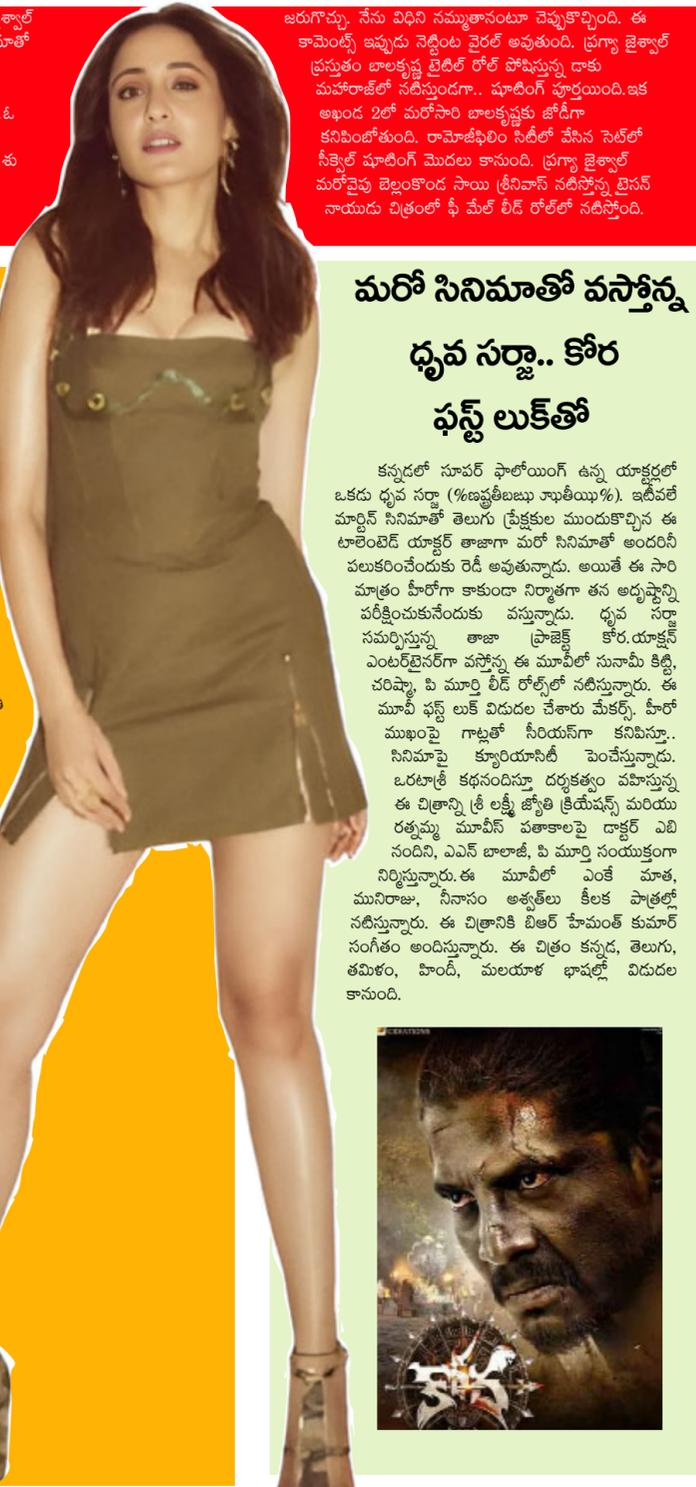 శ్వాల్
మాతో
.ఓ
శు
తి
జరుగొచ్చు. నేను విధిని నమ్ముతానంటూ చెప్పుకొచ్చింది. ఈ
కామెంట్స్ ఇప్పుడు నెట్టింట వైరల్ అవుతుంది. ప్రగ్యా జైశ్వాల్
ప్రస్తుతం బాలకృష్ణ టైటిల్ రోల్ పోషిస్తున్న డాకు
మహారాజ్‌లో నటిస్తుండగా.. షూటింగ్ పూర్తయింది.ఇక
అఖండ 2లో మరోసారి బాలకృష్ణకు జోడీగా
కనిపించబోతుంది. రామోజీఫిలిం సిటీలో వేసిన సెట్‌లో
సీక్వెల్ షూటింగ్ మొదలు కానుంది. ప్రగ్యా జైశ్వాల్
మరోవైపు బెల్లంకొండ సాయి శ్రీనివాస్ నటిస్తోన్న టైసన్
నాయుడు చిత్రంలో ఫీ మేల్ లీడ్ రోల్‌లో నటిస్తోంది.
మరో సినిమాతో వస్తోన్న
ధృవ సర్జా.. కోర
ఫస్ట్ లుక్‌తో
కన్నడలో సూపర్ ఫాలోయింగ్ ఉన్న యాక్టర్లలో
ఒకడు ధృవ సర్జా ఇటీవలే
మార్టిన్ సినిమాతో తెలుగు ప్రేక్షకుల ముందుకొచ్చిన ఈ
టాలెంటెడ్ యాక్టర్ తాజాగా మరో సినిమాతో అందరినీ
పలుకరించేందుకు రెడీ అవుతున్నాడు. అయితే ఈ సారి
మాత్రం హీరోగా కాకుండా నిర్మాతగా తన అదృష్టాన్ని
పరీక్షించుకునేందుకు వస్తున్నాడు. ధృవ సర్జా
సమర్పిస్తున్న తాజా ప్రాజెక్ట్ కోర.యాక్షన్
ఎంటర్‌టైనర్‌గా వస్తోన్న ఈ మూవీలో సునామీ కిట్టి,
చరిష్మా, పి మూర్తి లీడ్ రోల్స్‌లో నటిస్తున్నారు. ఈ
మూవీ ఫస్ట్ లుక్ విడుదల చేశారు మేకర్స్. హీరో
ముఖంపై గాట్లతో సీరియస్‌గా కనిపిస్తూ..
సినిమాపై క్యూరియాసిటీ పెంచేస్తున్నాడు.
ఒరటాశ్రీ కథనందిస్తూ దర్శకత్వం వహిస్తున్న
ఈ చిత్రాన్ని శ్రీ లక్ష్మీ జ్యోతి క్రియేషన్స్ మరియు
రత్నమ్మ మూవీస్ పతాకాలపై డాక్టర్ ఎబి
నందిని, ఎఎన్ బాలాజీ, పి మూర్తి సంయుక్తంగా
నిర్మిస్తున్నారు.ఈ మూవీలో ఎంకే మాత,
మునిరాజు, నీనాసం అశ్వత్‌లు కీలక పాత్రల్లో
నటిస్తున్నారు. ఈ చిత్రానికి బిఆర్ హేమంత్ కుమార్
సంగీతం అందిస్తున్నారు. ఈ చిత్రం కన్నడ, తెలుగు,
తమిళం, హిందీ, మలయాళ భాషల్లో విడుదల
కానుంది.
CREATIONS
ಕೋರ